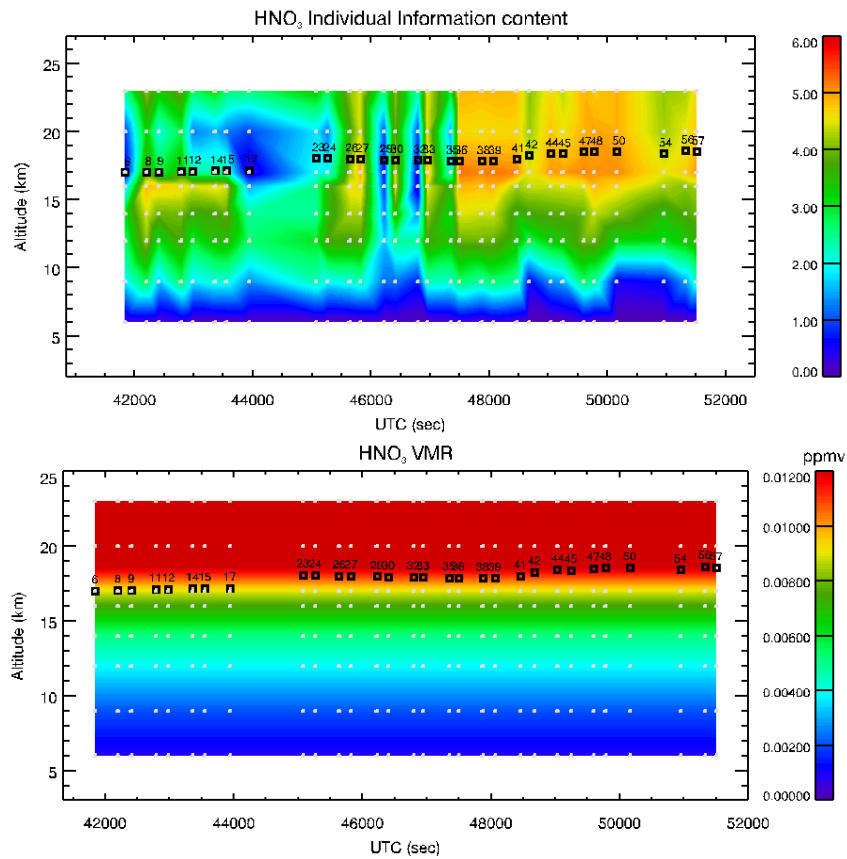 HNO₃ Individual Information content
25
20
15
10
5
Altitude (km)
6 8 9 11 12 14 15 17 23 24 26 27 29 30 32 33 35 36 38 39 41 42 44 45 47 48 50 54 56 57
42000 44000 46000 48000 50000 52000
UTC (sec)
6.00
5.00
4.00
3.00
2.00
1.00
0.00
HNO₃ VMR
ppmv
25
20
15
10
5
Altitude (km)
6 8 9 11 12 14 15 17 23 24 26 27 29 30 32 33 35 36 38 39 41 42 44 45 47 48 50 54 56 57
42000 44000 46000 48000 50000 52000
UTC (sec)
0.01200
0.01000
0.00800
0.00600
0.00400
0.00200
0.00000